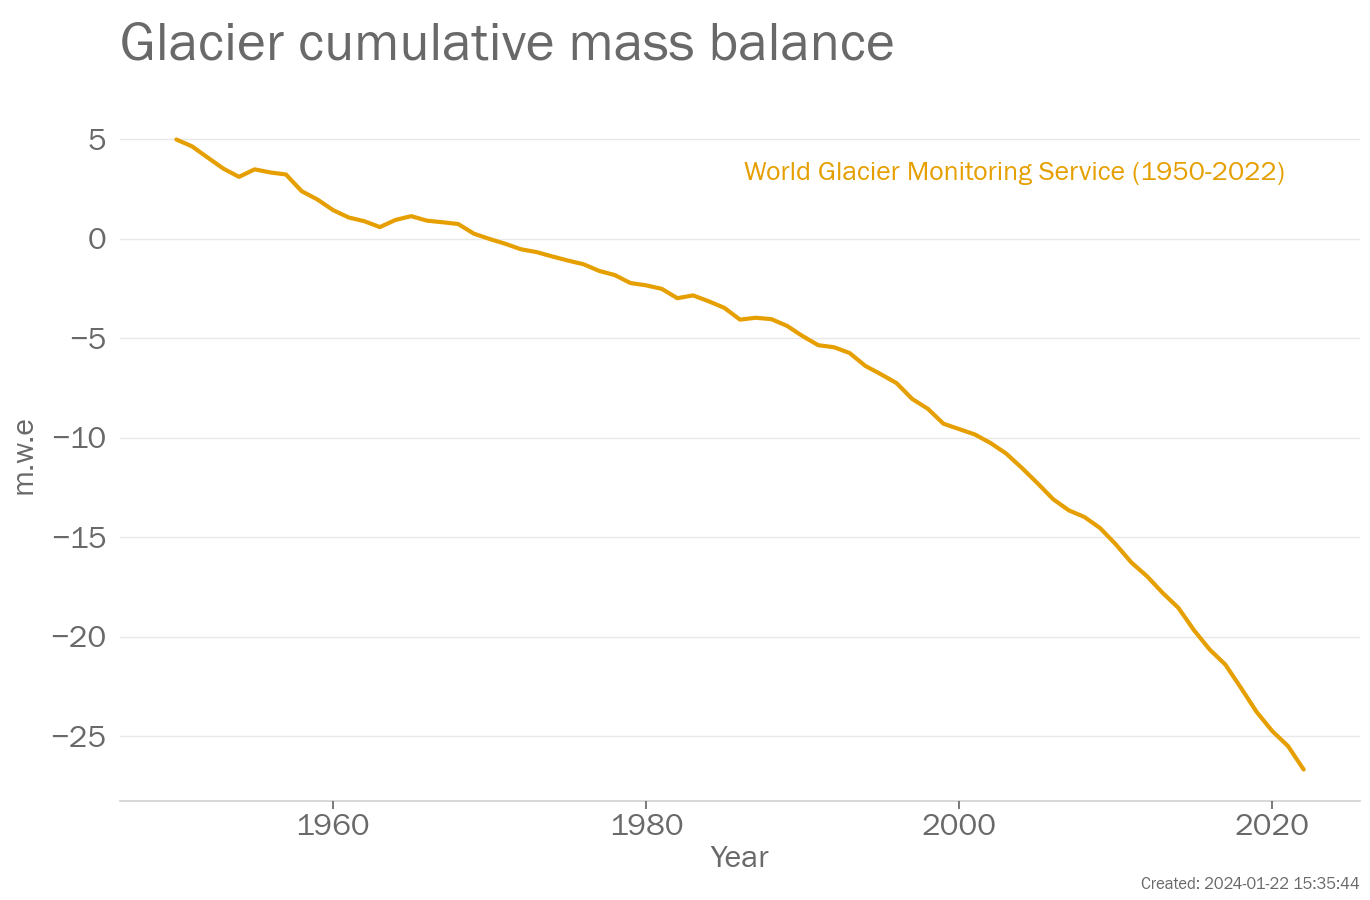 Glacier cumulative mass balance
5
World Glacier Monitoring Service (1950-2022)
0
−5
−10
m.w.e
−15
−20
−25
1960 1980 2000 2020
Year
Created: 2024-01-22 15:35:44